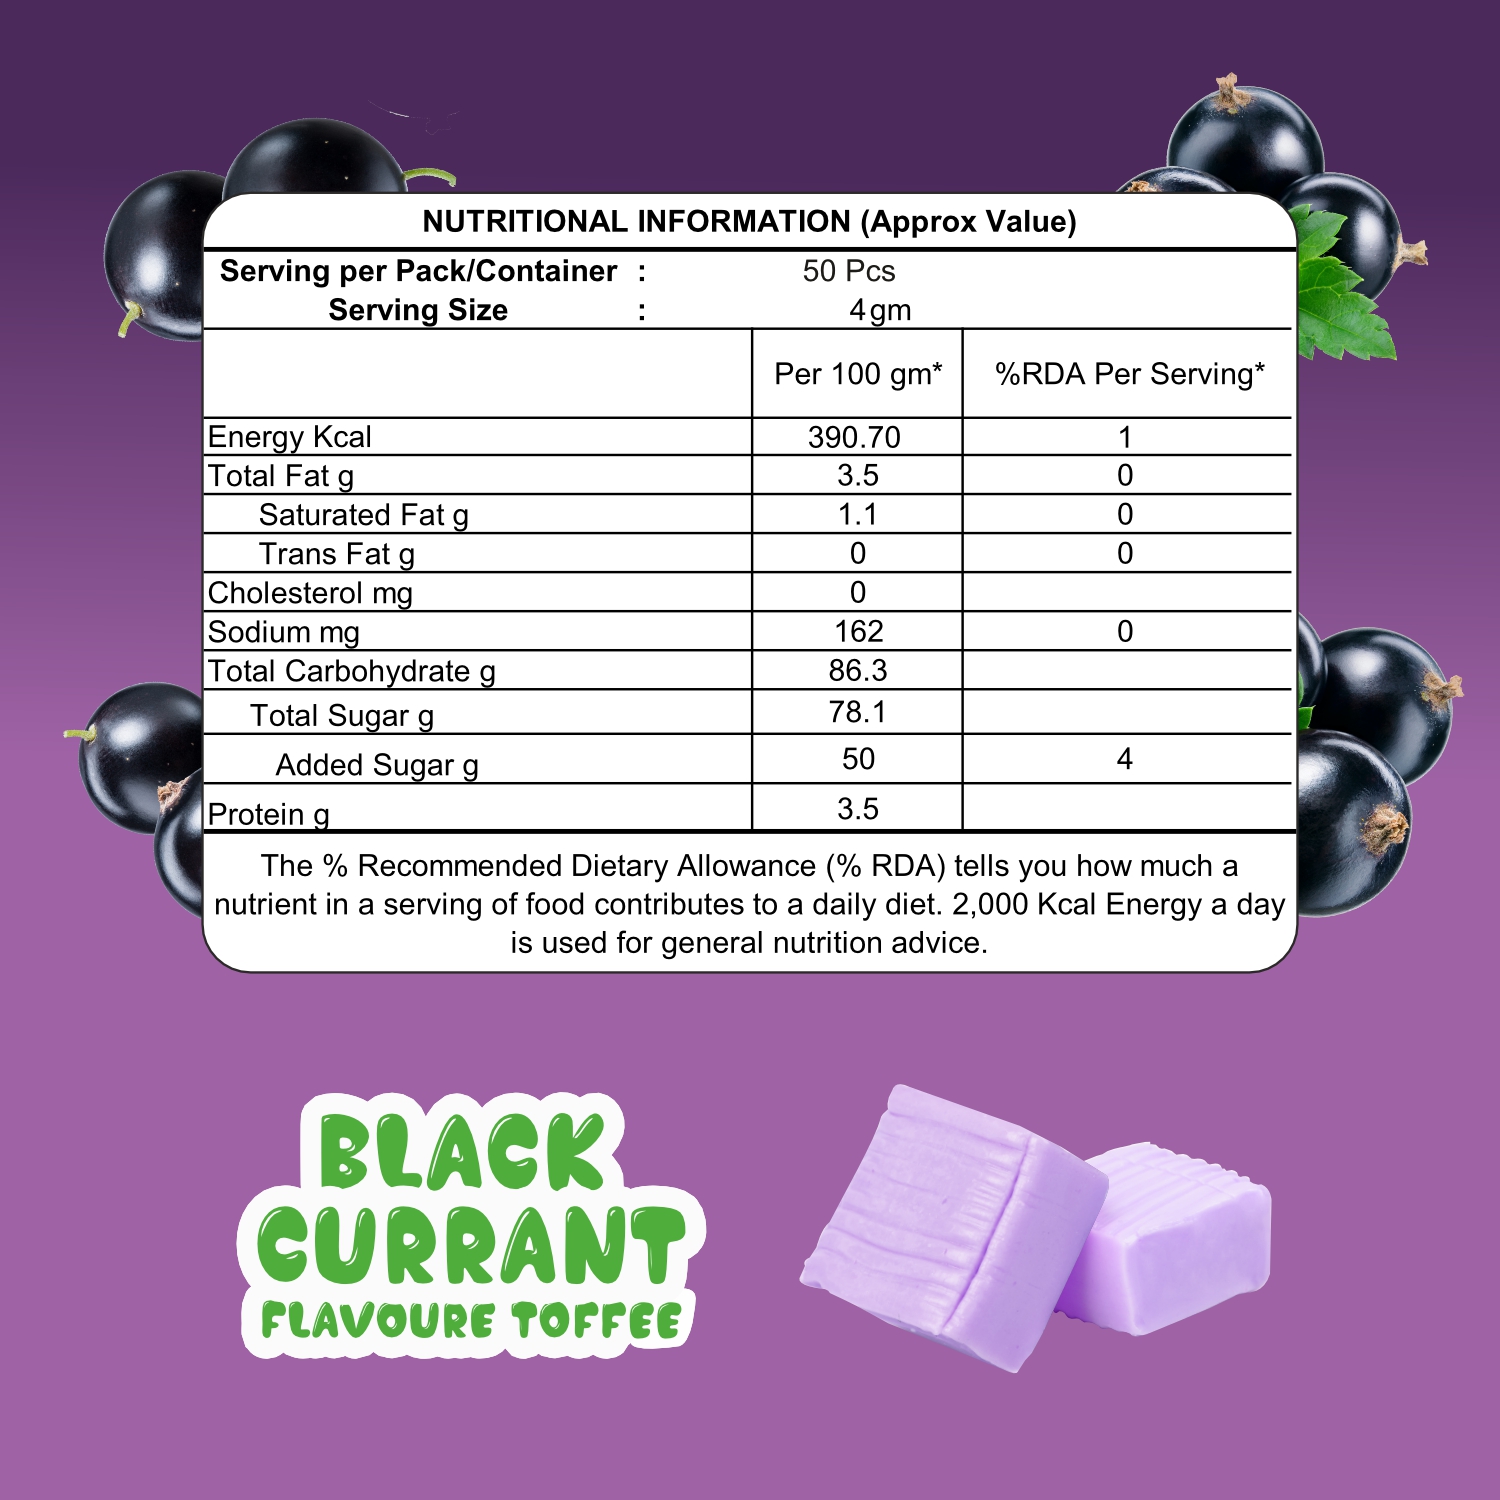 NUTRITIONAL INFORMATION (Approx Value)
Serving per Pack/Container : 50 Pcs
Serving Size : 4 gm
Per 100 gm* %RDA Per Serving*
Energy Kcal 390.70 1
Total Fat g 3.5 0
Saturated Fat g 1.1 0
Trans Fat g 0 0
Cholesterol mg 0
Sodium mg 162 0
Total Carbohydrate g 86.3
Total Sugar g 78.1
Added Sugar g 50 4
Protein g 3.5
The % Recommended Dietary Allowance (% RDA) tells you how much a
nutrient in a serving of food contributes to a daily diet. 2,000 Kcal Energy a day
is used for general nutrition advice.
BLACK
CURRANT
FLAVOURE TOFFEE